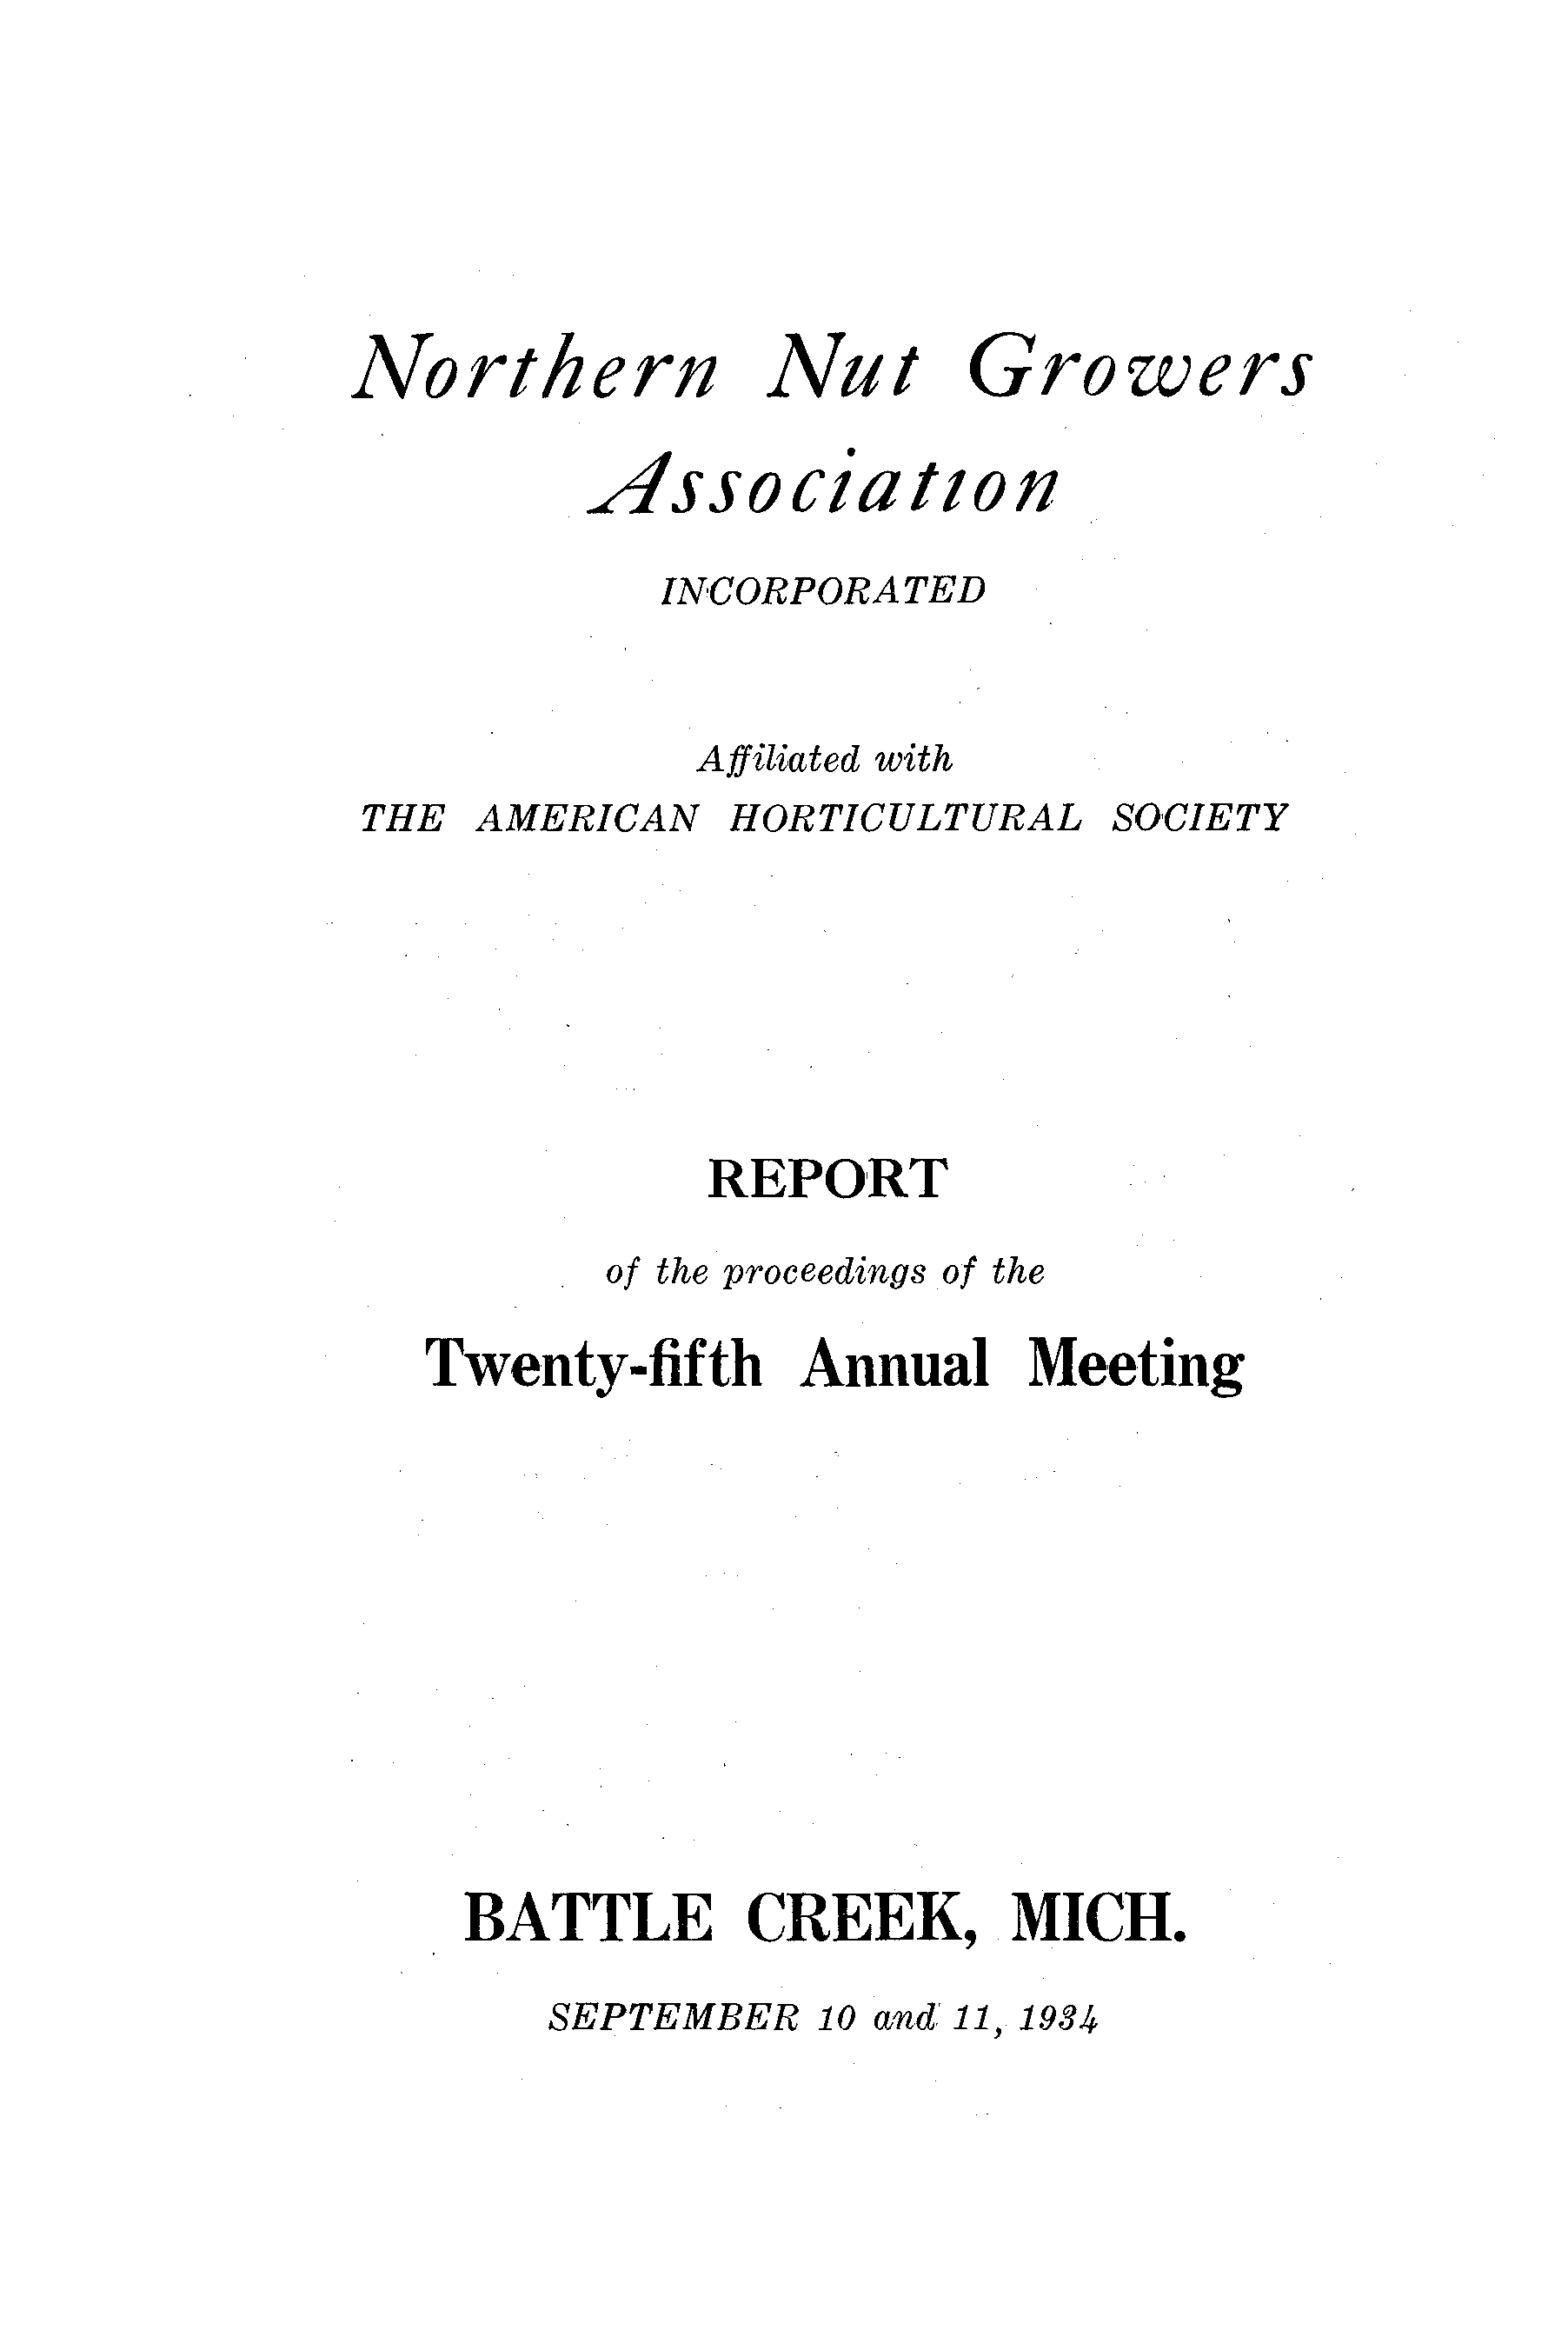 Northern Nut Growers
Association
INCORPORATED
Affiliated with
THE AMERICAN HORTICULTURAL SOCIETY
REPORT
of the proceedings of the
Twenty-fifth Annual Meeting
BATTLE CREEK, MICH.
SEPTEMBER 10 and 11, 1934